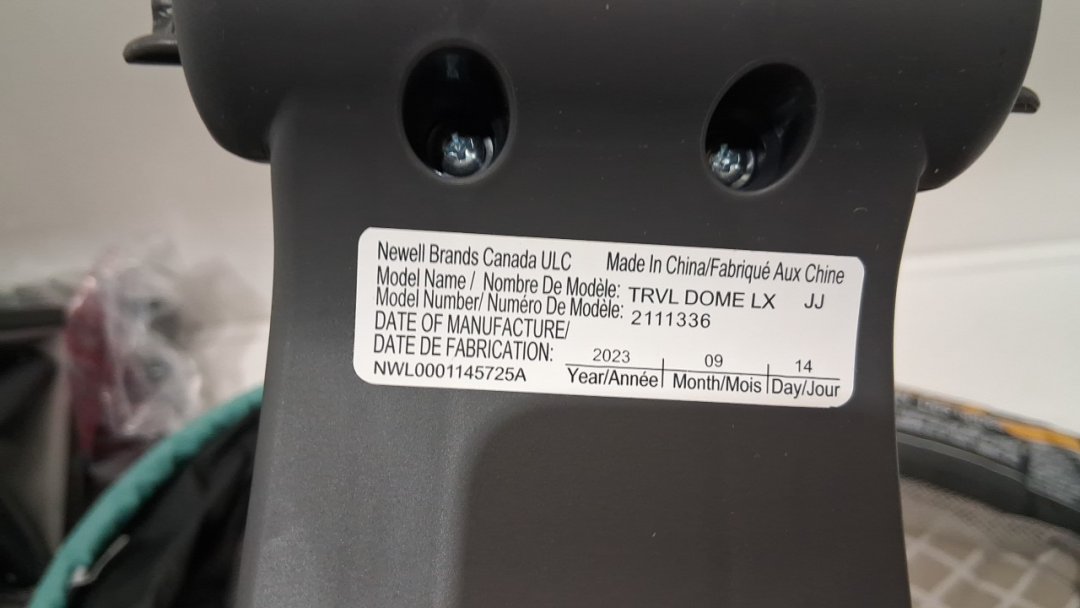 Newell Brands Canada ULC Made In China/Fabriqué Aux Chine
Model Name / Nombre De Modèle: TRVL DOME LX JJ
Model Number/ Numéro De Modèle: 2111336
DATE OF MANUFACTURE/
DATE DE FABRICATION: 2023 09 14
NWL0001145725A Year/Année Month/Mois Day/Jour